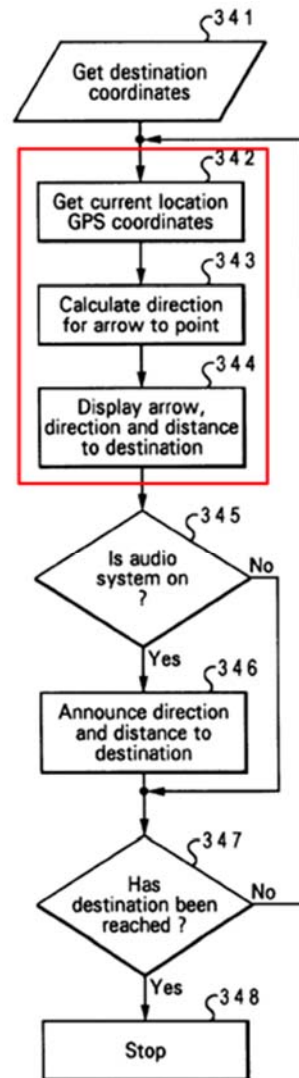 341
Get destination
coordinates
342
Get current location
GPS coordinates
343
Calculate direction
for arrow to point
344
Display arrow,
direction and distance
to destination
345
Is audio
system on
?
No
Yes
346
Announce direction
and distance to
destination
347
Has
destination been
reached ?
No
Yes
348
Stop